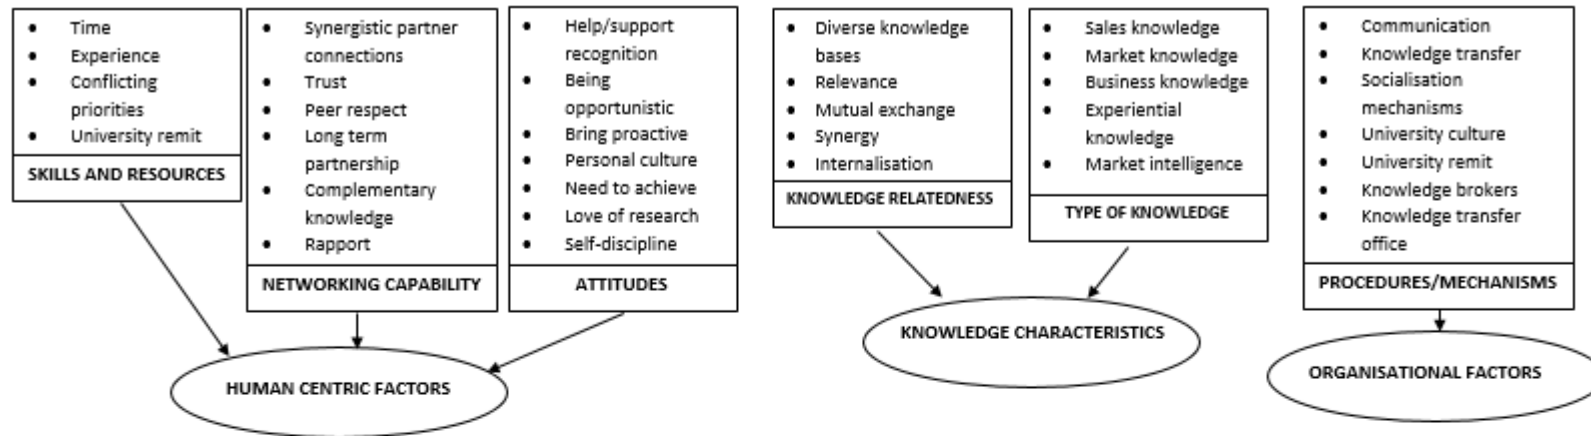 Time
Experience
Conflicting
priorities
University remit
SKILLS AND RESOURCES
Synergistic partner
connections
Trust
Peer respect
Long term
partnership
Complementary
knowledge
Rapport
NETWORKING CAPABILITY
Help/support
recognition
Being
opportunistic
Bring proactive
Personal culture
Need to achieve
Love of research
Self-discipline
ATTITUDES
HUMAN CENTRIC FACTORS
Diverse knowledge
bases
Relevance
Mutual exchange
Synergy
Internalisation
KNOWLEDGE RELATEDNESS
Sales knowledge
Market knowledge
Business knowledge
Experiential
knowledge
Market intelligence
TYPE OF KNOWLEDGE
KNOWLEDGE CHARACTERISTICS
Communication
Knowledge transfer
Socialisation
mechanisms
University culture
University remit
Knowledge brokers
Knowledge transfer
office
PROCEDURES/MECHANISMS
ORGANISATIONAL FACTORS